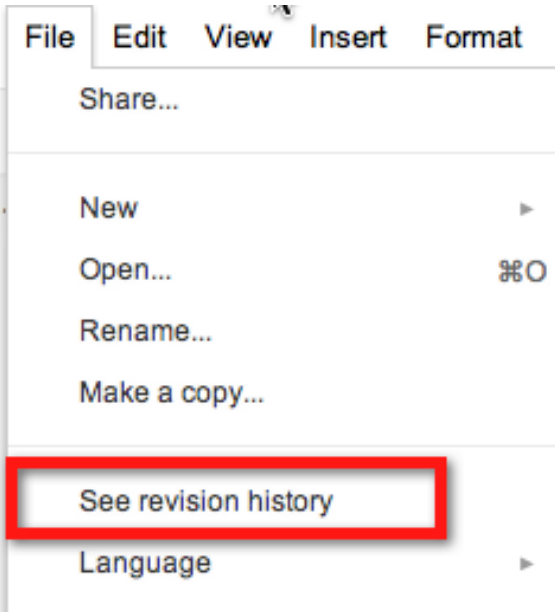 File Edit View Insert Format
Share...
New ►
Open... ⌘O
Rename...
Make a copy...
See revision history
Language ►